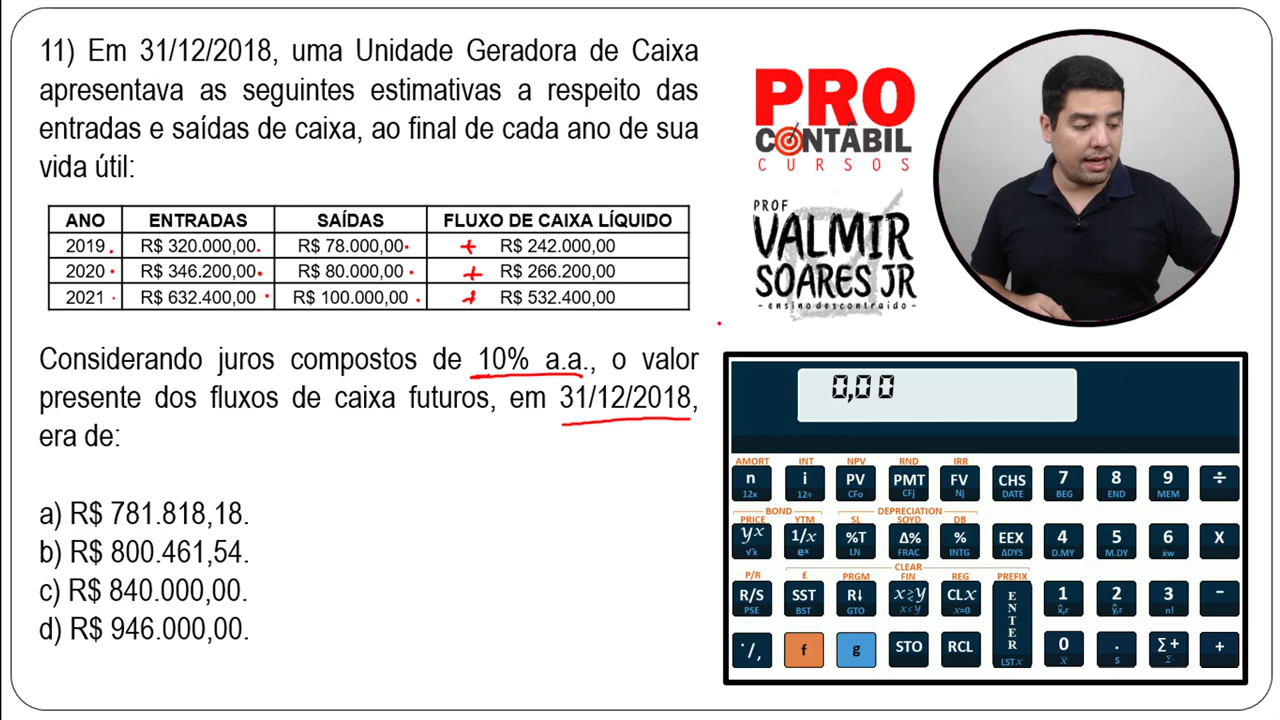 11) Em 31/12/2018, uma Unidade Geradora de Caixa
apresentava as seguintes estimativas a respeito das
entradas e saídas de caixa, ao final de cada ano de sua
vida útil:
ANO ENTRADAS SAÍDAS FLUXO DE CAIXA LÍQUIDO
2019 R$ 320.000,00 R$ 78.000,00 + R$ 242.000,00
2020 R$ 346.200,00 R$ 80.000,00 + R$ 266.200,00
2021 R$ 632.400,00 R$ 100.000,00 + R$ 532.400,00
Considerando juros compostos de 10% a.a., o valor
presente dos fluxos de caixa futuros, em 31/12/2018,
era de:
a) R$ 781.818,18.
b) R$ 800.461,54.
c) R$ 840.000,00.
d) R$ 946.000,00.
PRO
CONTÁBIL
CURSOS
PROF
VALMIR
SOARES JR
- ensino descontraído -
0,00
AMORT INT NPV RND IRR
n i PV PMT FV CHS 7 8 9 ÷
12x 12÷ CFo CFj Nj DATE BEG END MEM
BOND DEPRECIATION
PRICE YTM SL SOYD DB
yx 1/x %T Δ% % EEX 4 5 6 X
√x ex LN FRAC INTG ΔDYS D.MY M.DY x̄w
CLEAR
P/R £ PRGM FIN REG PREFIX
R/S SST R↓ x≷y CLx ENTER 1 2 3 -
PSE BST GTO x≤y x=0 x̂,r ŷ,r n!
·/, f g STO RCL 0 . Σ+ +
LSTx x̄ s Σ-